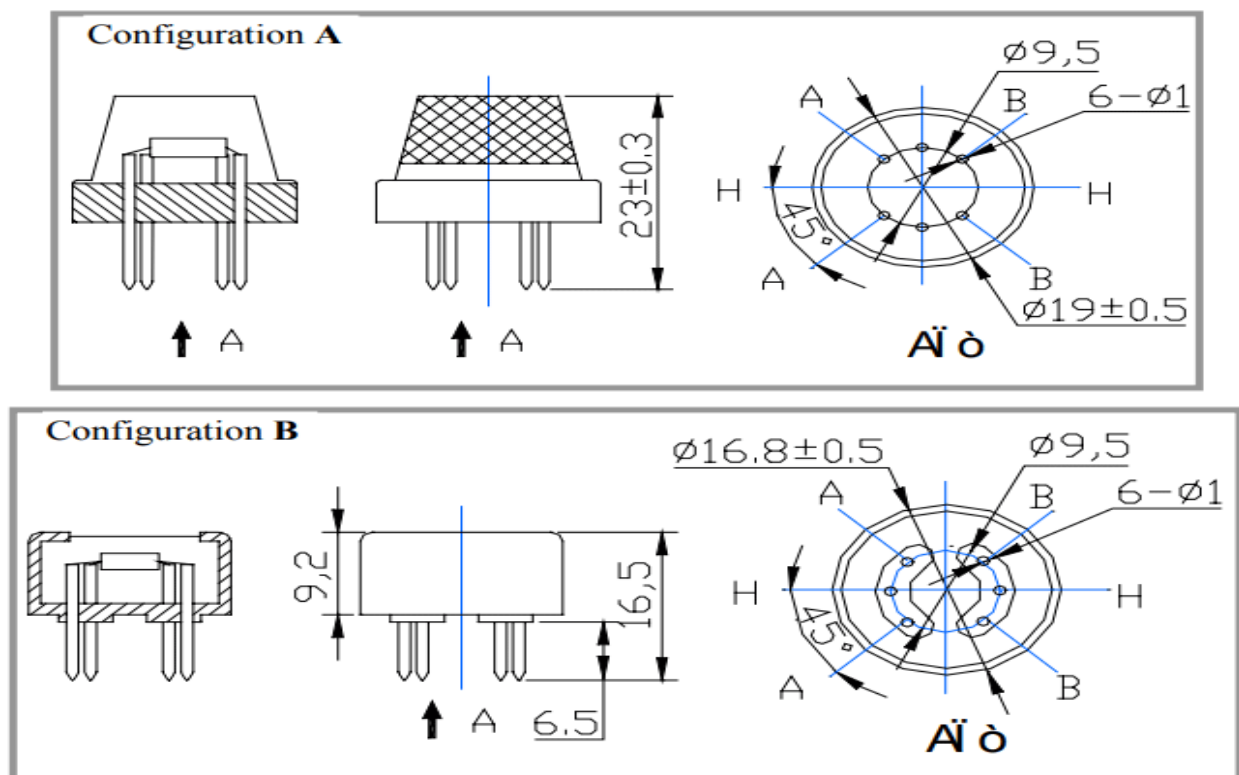 Configuration A
ø9,5
6-ø1
A
B
H
H
45°
A
B
ø19±0.5
23±0.3
A
A
AÏ ò
Configuration B
ø16.8±0.5
ø9,5
6-ø1
A
B
H
H
45°
A
B
9,2
16,5
6.5
A
AÏ ò